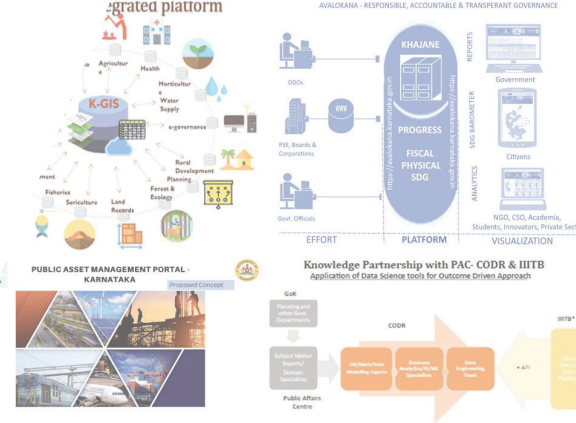 egrated platform
Agricultur
Health
Horticultur
K-GIS
Water
Supply
e-governance
Rural
Development
Planning
Forest &
Ecology
Land
Records
Sericulture
Fisheries
.ment
AVALOKANA - RESPONSIBLE, ACCOUNTABLE & TRANSPERANT GOVERNANCE
KHAJANE
DDOs
PSE, Boards &
Corporations
Govt. Officials
PROGRESS
FISCAL
PHYSICAL
SDG
https://avalokana.karnataka.gov.in
https://avalokana.karnataka.gov.in
REPORTS
Government
SDG BAROMETER
Citizens
ANALYTICS
NGO, CSO, Academia,
Students, Innovators, Private Sect
EFFORT
PLATFORM
VISUALIZATION
PUBLIC ASSET MANAGEMENT PORTAL -
KARNATAKA
Proposed Concept
Knowledge Partnership with PAC- CODR & IIITB
Application of Data Science tools for Outcome Driven Approach
GoK
Planning and
other Govt.
Departments
Subject Matter
Experts/
Domain
Specialists
Public Affairs
Centre
CODR
Modelling Experts
Business
Analytics/AI/ML
Specialists
Data
Engineering
Team
• API
IIITB*